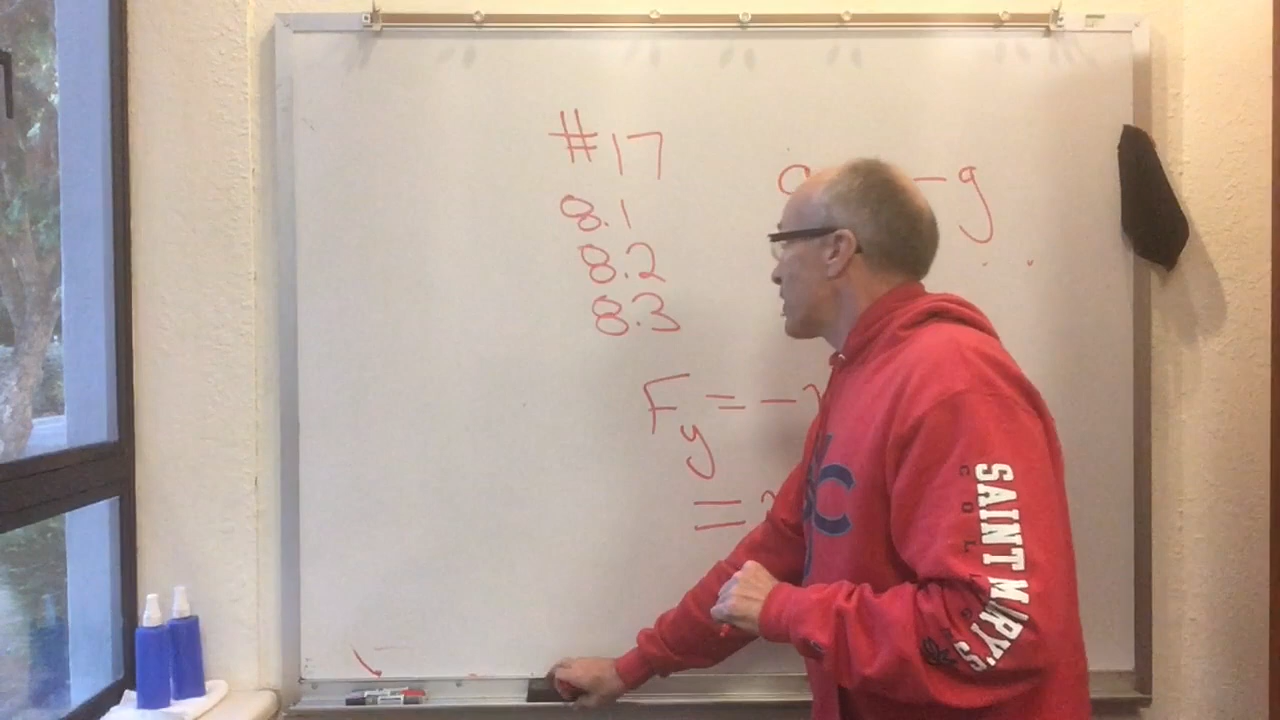 #17
8.1
8.2
8.3
-g
Fy = -
=
SAINT MARY'S
COLLEGE